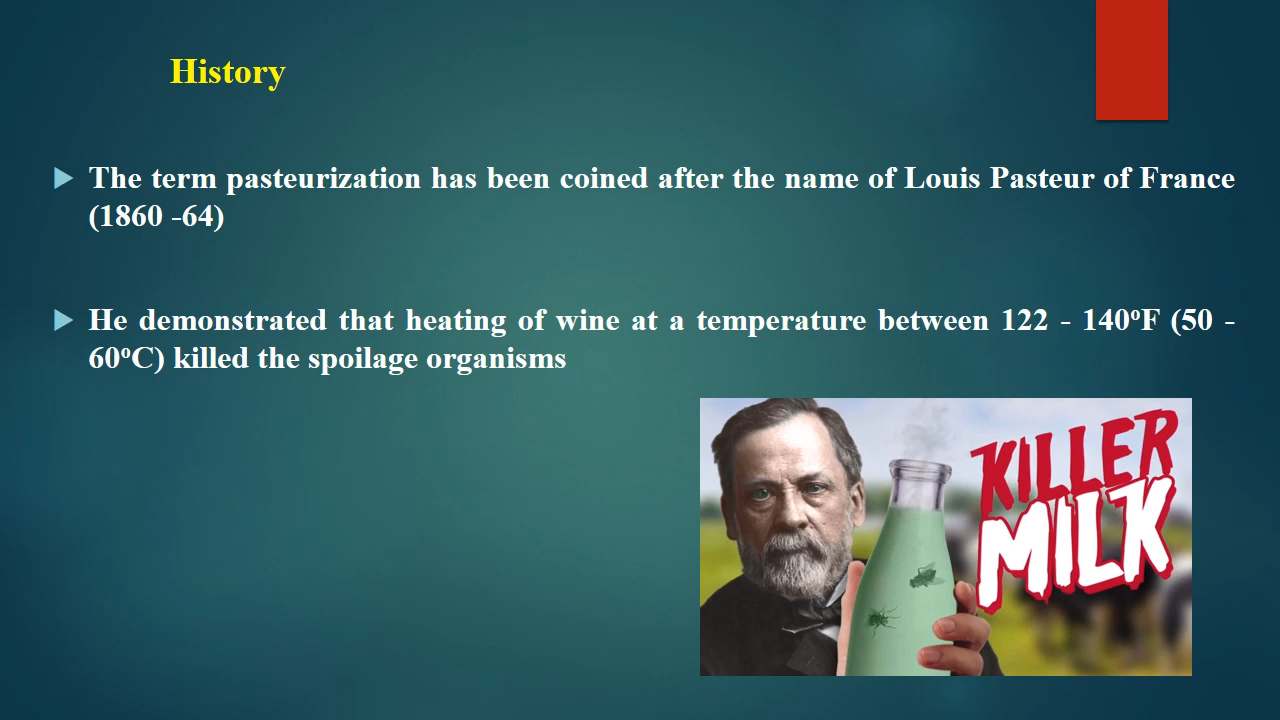 History
The term pasteurization has been coined after the name of Louis Pasteur of France
(1860 -64)
He demonstrated that heating of wine at a temperature between 122 - 140ºF (50 -
60ºC) killed the spoilage organisms
KILLER
MILK